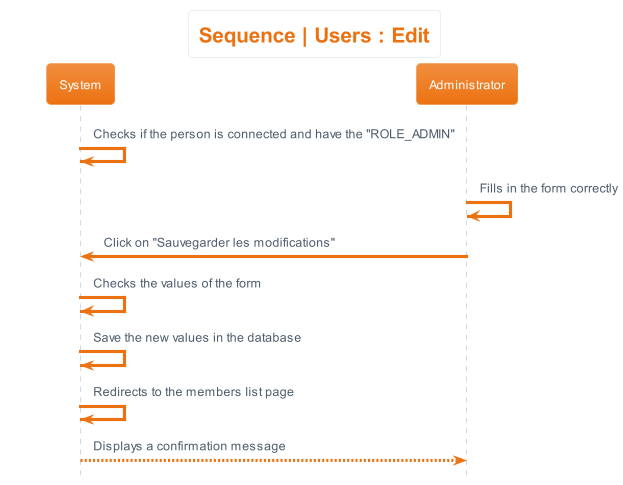 Sequence | Users : Edit
System
Administrator
Checks if the person is connected and have the "ROLE_ADMIN"
Fills in the form correctly
Click on "Sauvegarder les modifications"
Checks the values of the form
Save the new values in the database
Redirects to the members list page
Displays a confirmation message